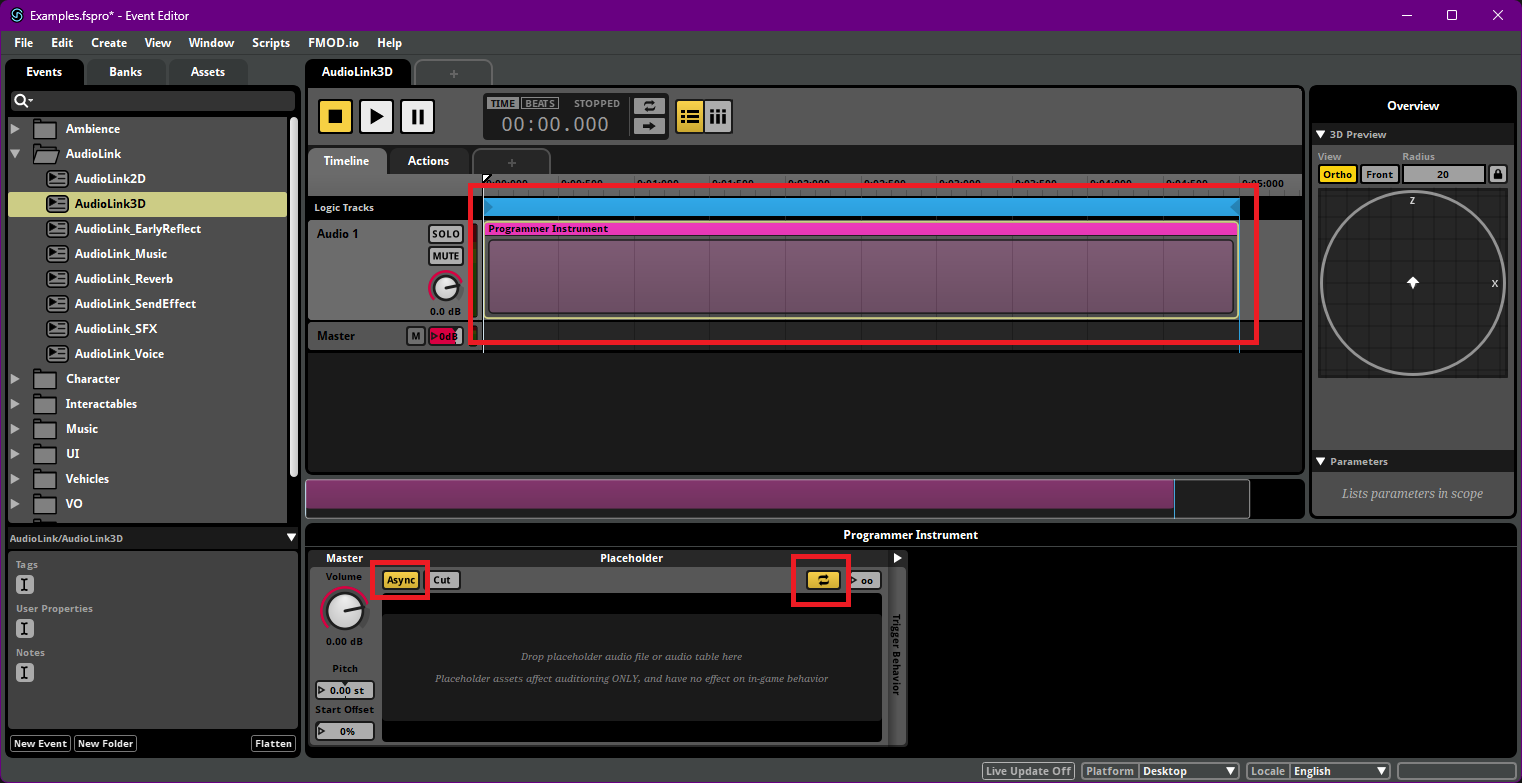 Examples.fspro* - Event Editor
File Edit Create View Window Scripts FMOD.io Help
Events Banks Assets
AudioLink3D +
Ambience
AudioLink
AudioLink2D
AudioLink3D
AudioLink_EarlyReflect
AudioLink_Music
AudioLink_Reverb
AudioLink_SendEffect
AudioLink_SFX
AudioLink_Voice
Character
Interactables
Music
UI
Vehicles
VO
AudioLink/AudioLink3D
Tags
User Properties
Notes
New Event New Folder Flatten
TIME BEATS STOPPED
00:00.000
Timeline Actions +
0:00:000 0:00:500 0:01:000 0:01:500 0:02:000 0:02:500 0:03:000 0:03:500 0:04:000 0:04:500 0:05:000
Logic Tracks
Audio 1 SOLO
MUTE
0.0 dB
Programmer Instrument
Master M 0dB
Overview
3D Preview
View Radius
Ortho Front 20
Z
X
Parameters
Lists parameters in scope
Programmer Instrument
Master Placeholder
Volume
Async Cut oo
0.00 dB
Pitch
0.00 st
Start Offset
0%
Drop placeholder audio file or audio table here
Placeholder assets affect auditioning ONLY, and have no effect on in-game behavior
Trigger Behavior
Live Update Off Platform Desktop Locale English